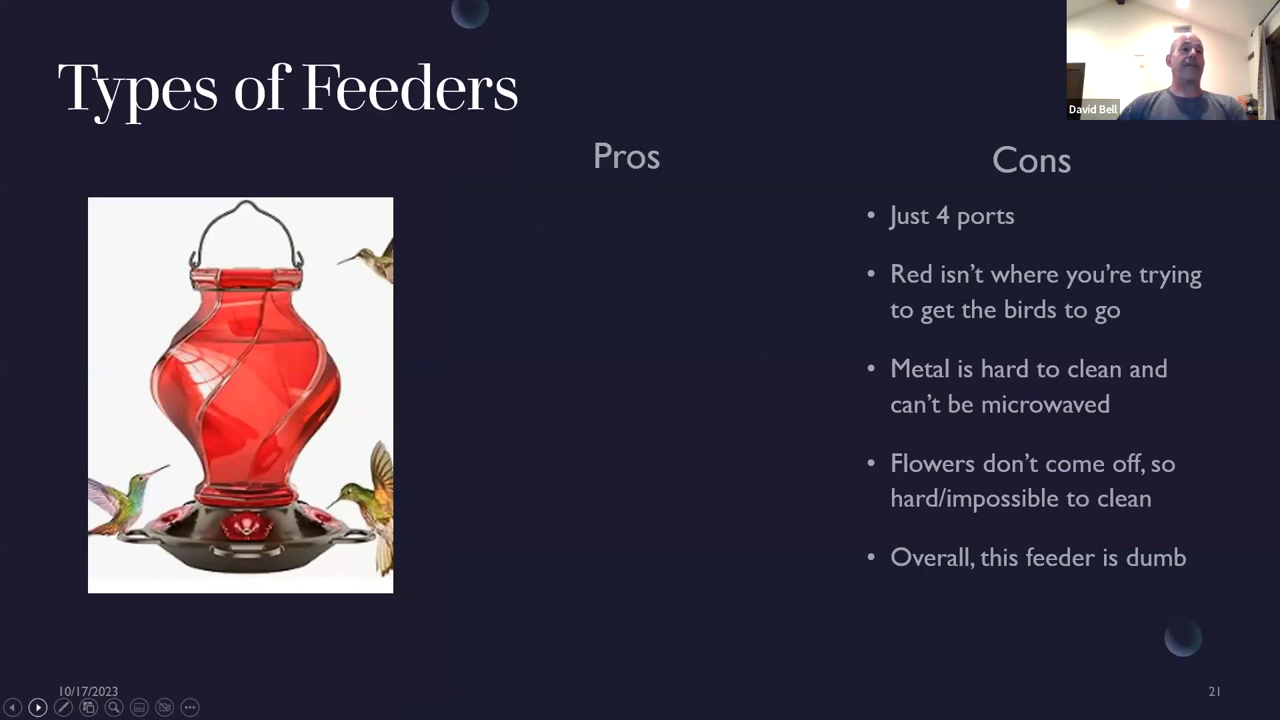 Types of Feeders
David Bell
Pros
Cons
• Just 4 ports
• Red isn’t where you’re trying
to get the birds to go
• Metal is hard to clean and
can’t be microwaved
• Flowers don’t come off, so
hard/impossible to clean
• Overall, this feeder is dumb
10/17/2023
21